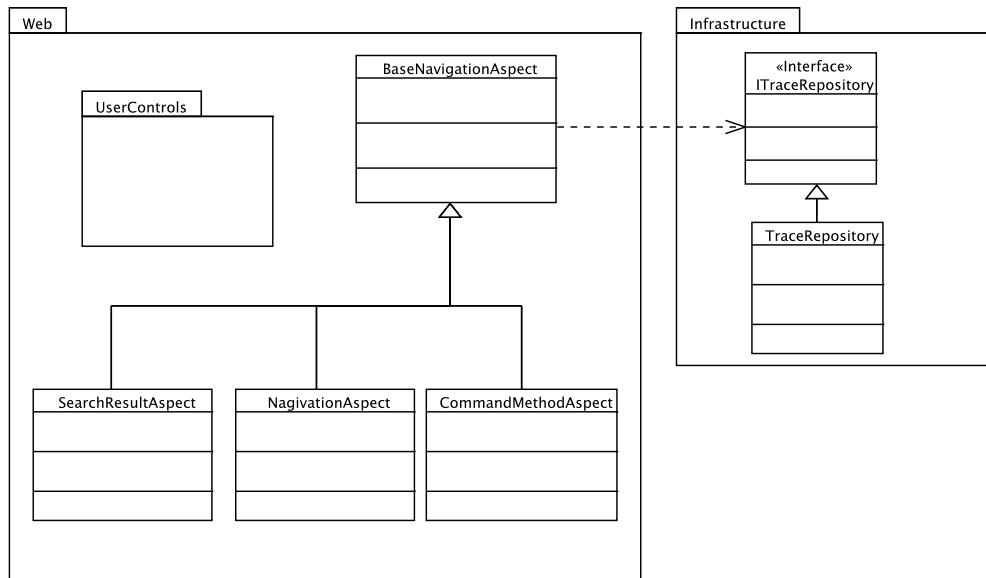 Web
Infrastructure
BaseNavigationAspect
«Interface»
ITraceRepository
UserControls
TraceRepository
SearchResultAspect
NagivationAspect
CommandMethodAspect